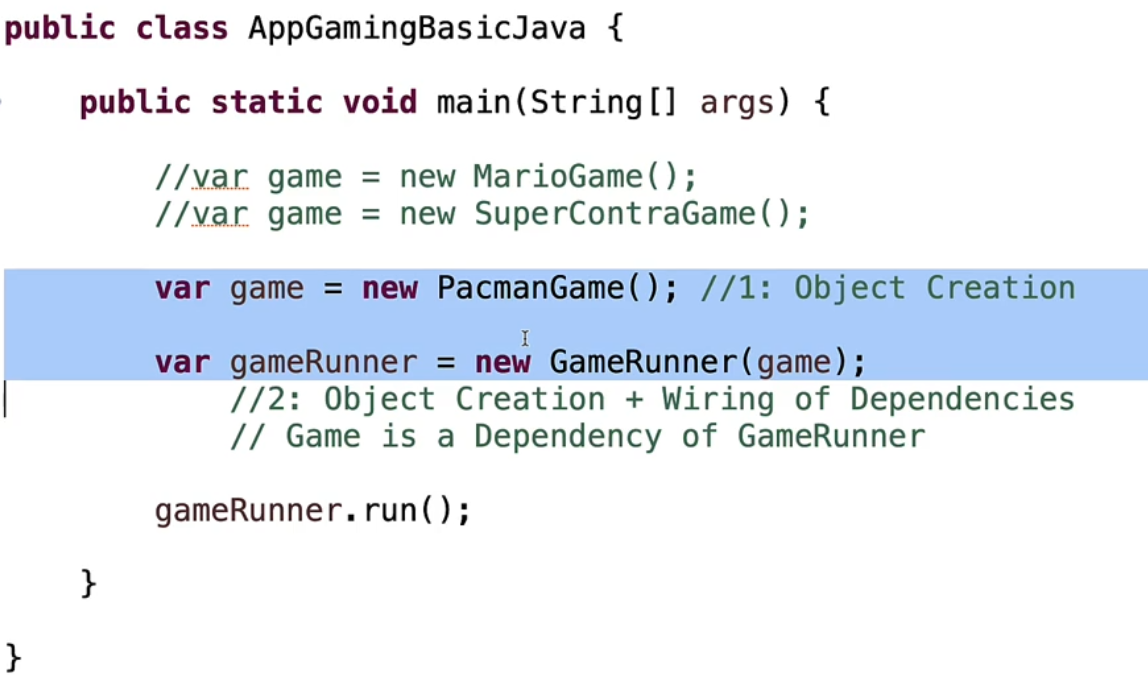 public class AppGamingBasicJava {
public static void main(String[] args) {
//var game = new MarioGame();
//var game = new SuperContraGame();
var game = new PacmanGame(); //1: Object Creation
var gameRunner = new GameRunner(game);
//2: Object Creation + Wiring of Dependencies
// Game is a Dependency of GameRunner
gameRunner.run();
}
}